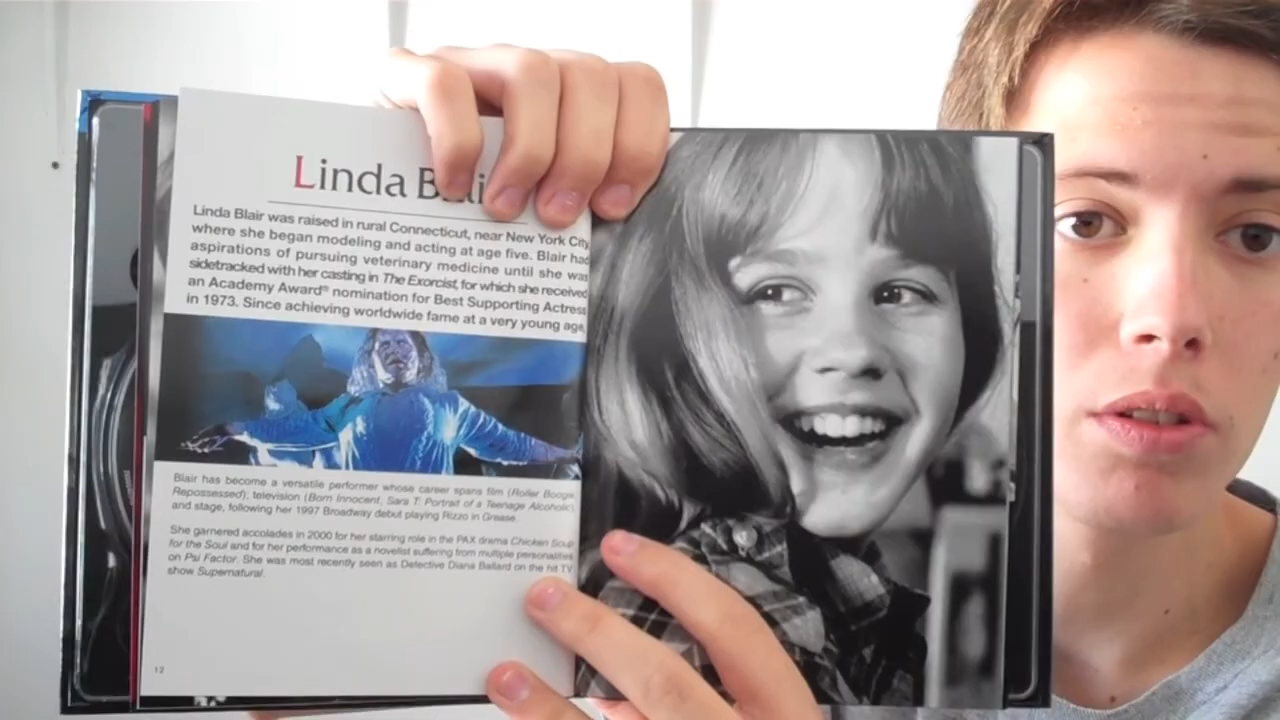 Linda Blai
Linda Blair was raised in rural Connecticut, near New York City
where she began modeling and acting at age five. Blair had
aspirations of pursuing veterinary medicine until she was
sidetracked with her casting in The Exorcist, for which she received
an Academy Award® nomination for Best Supporting Actress
in 1973. Since achieving worldwide fame at a very young age,
Blair has become a versatile performer whose career spans film (Roller Boogie,
Repossessed); television (Born Innocent, Sara T: Portrait of a Teenage Alcoholic),
and stage, following her 1997 Broadway debut playing Rizzo in Grease.
She garnered accolades in 2000 for her starring role in the PAX drama Chicken Soup
for the Soul and for her performance as a novelist suffering from multiple personalities
on Psi Factor. She was most recently seen as Detective Diana Ballard on the hit TV
show Supernatural.
12